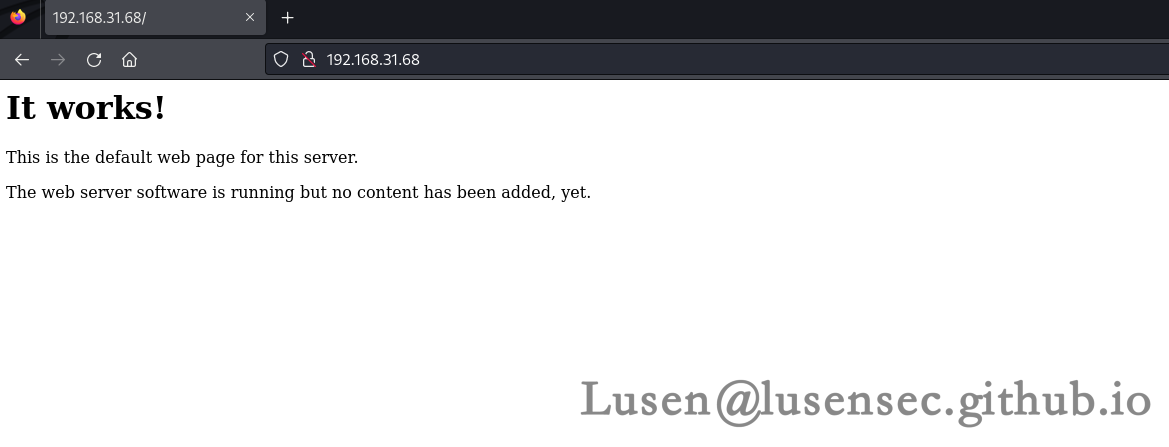 192.168.31.68/
192.168.31.68
It works!
This is the default web page for this server.
The web server software is running but no content has been added, yet.
Lusen@lusensec.github.io